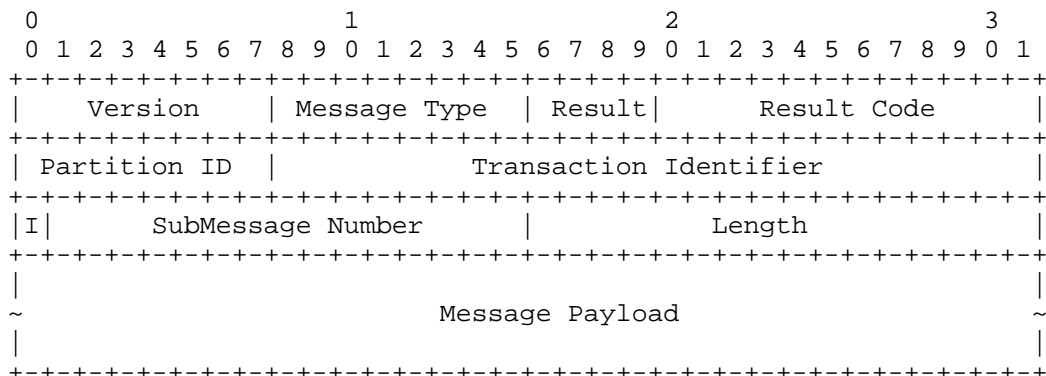 0                   1                   2                   3
 0 1 2 3 4 5 6 7 8 9 0 1 2 3 4 5 6 7 8 9 0 1 2 3 4 5 6 7 8 9 0 1
+-+-+-+-+-+-+-+-+-+-+-+-+-+-+-+-+-+-+-+-+-+-+-+-+-+-+-+-+-+-+-+-+
|    Version    | Message Type  | Result|      Result Code      |
+-+-+-+-+-+-+-+-+-+-+-+-+-+-+-+-+-+-+-+-+-+-+-+-+-+-+-+-+-+-+-+-+
| Partition ID  |            Transaction Identifier             |
+-+-+-+-+-+-+-+-+-+-+-+-+-+-+-+-+-+-+-+-+-+-+-+-+-+-+-+-+-+-+-+-+
|I|      SubMessage Number      |           Length              |
+-+-+-+-+-+-+-+-+-+-+-+-+-+-+-+-+-+-+-+-+-+-+-+-+-+-+-+-+-+-+-+-+
|                                                               |
~                          Message Payload                      ~
|                                                               |
+-+-+-+-+-+-+-+-+-+-+-+-+-+-+-+-+-+-+-+-+-+-+-+-+-+-+-+-+-+-+-+-+